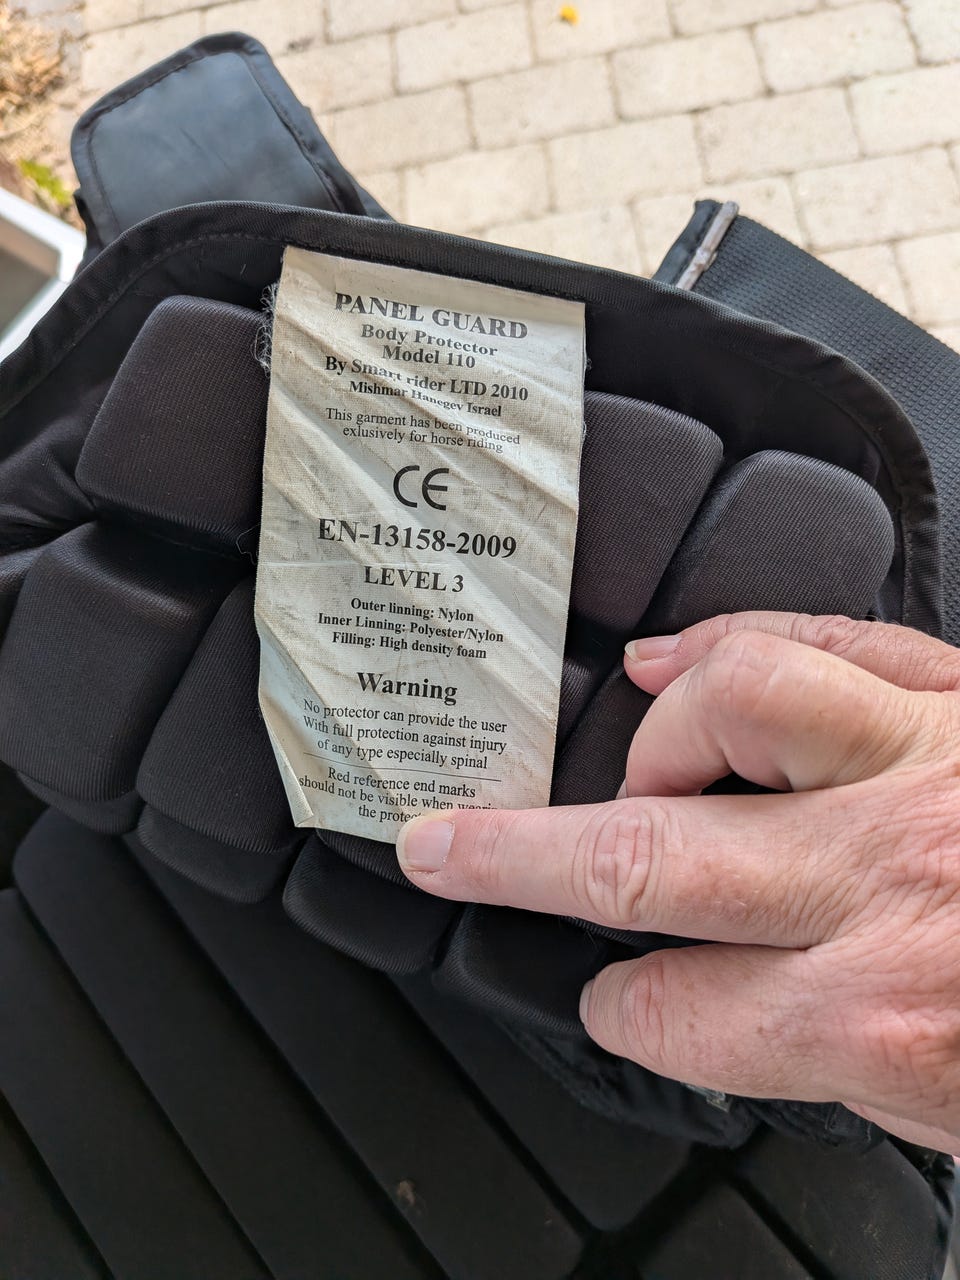 PANEL GUARD
Body Protector
Model 110
By Smart rider LTD 2010
Mishmar Hanegev Israel
This garment has been produced
exlusively for horse riding
CE
EN-13158-2009
LEVEL 3
Outer linning: Nylon
Inner Linning: Polyester/Nylon
Filling: High density foam
Warning
No protector can provide the user
With full protection against injury
of any type especially spinal
Red reference end marks
should not be visible when
the